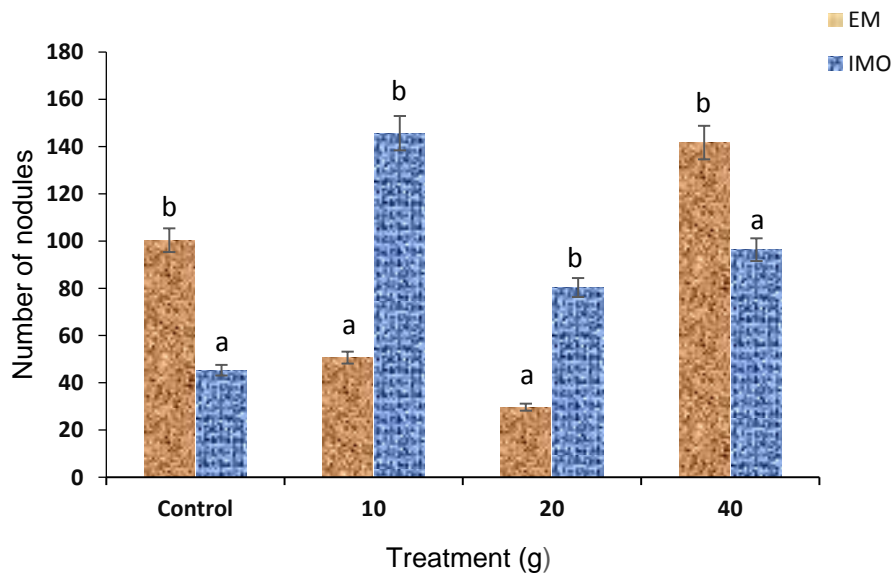 EM
IMO
180
160
140
120
100
80
60
40
20
0
Number of nodules
b
a
a
b
a
b
b
a
Control 10 20 40
Treatment (g)